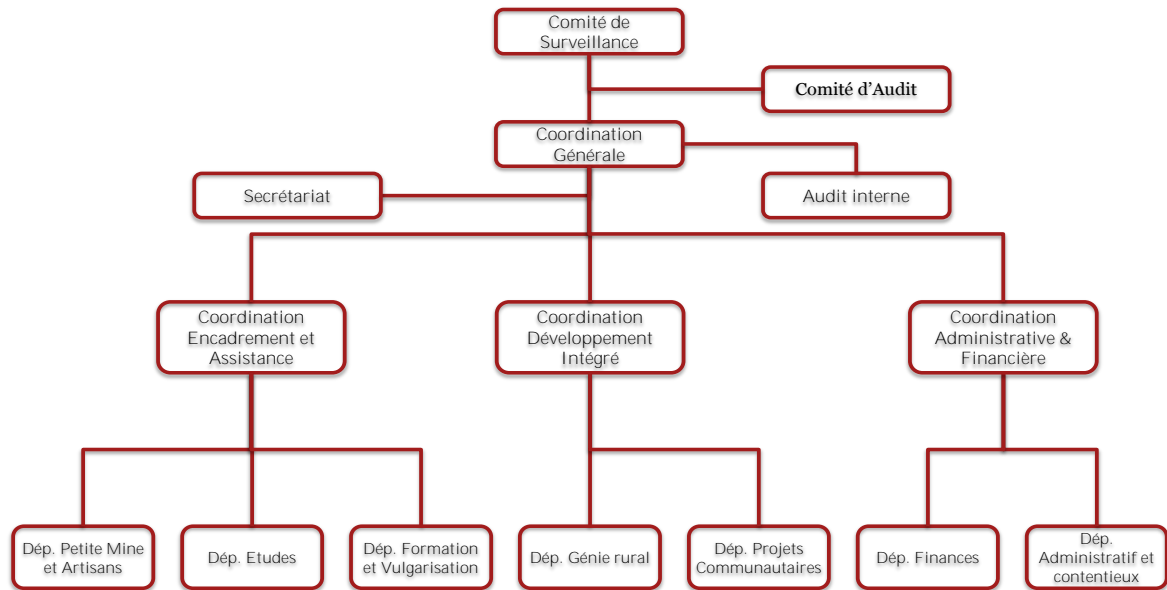 Comité de
Surveillance
Comité d'Audit
Coordination
Générale
Secrétariat
Audit interne
Coordination
Encadrement et
Assistance
Coordination
Développement
Intégré
Coordination
Administrative &
Financière
Dép. Petite Mine
et Artisans
Dép. Etudes
Dép. Formation
et Vulgarisation
Dép. Génie rural
Dép. Projets
Communautaires
Dép. Finances
Dép.
Administratif et
contentieux